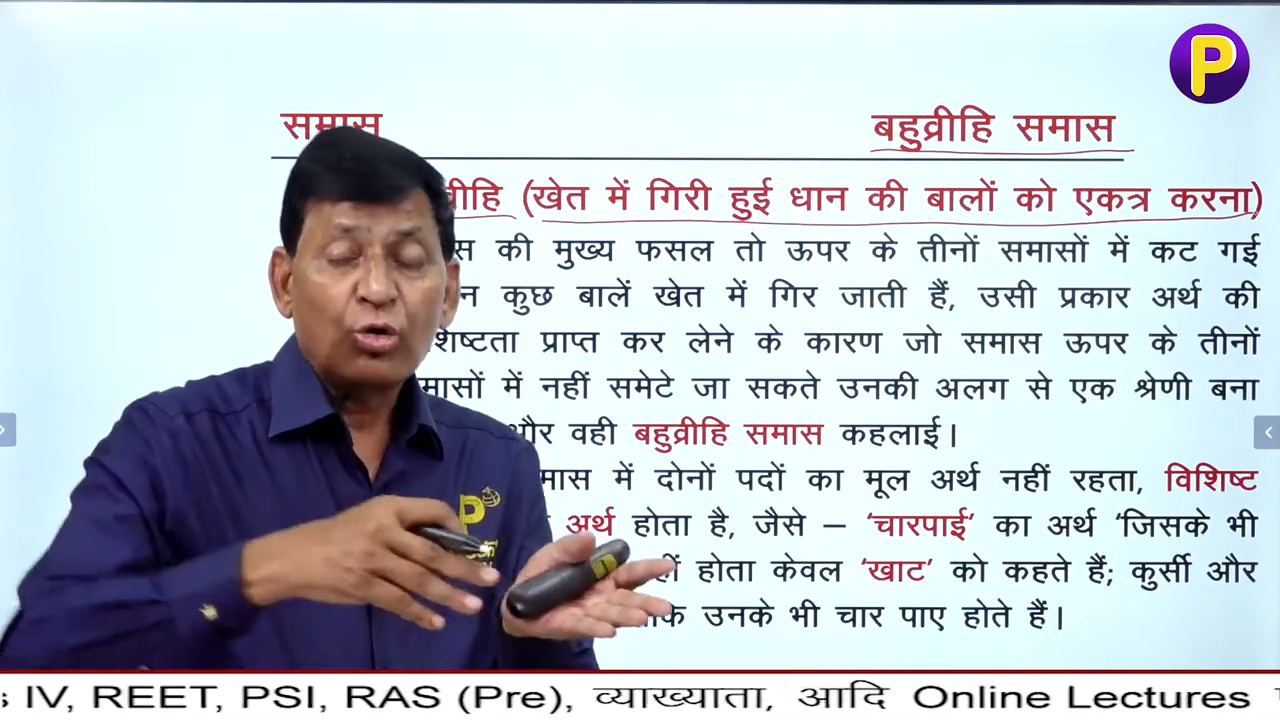 P
समास बहुव्रीहि समास
व्रीहि (खेत में गिरी हुई धान की बालों को एकत्र करना)
की मुख्य फसल तो ऊपर के तीनों समासों में कट गई
कुछ बालें खेत में गिर जाती हैं, उसी प्रकार अर्थ की
प्राप्त कर लेने के कारण जो समास ऊपर के तीनों
में नहीं समेटे जा सकते उनकी अलग से एक श्रेणी बना
और वही बहुव्रीहि समास कहलाई।
में दोनों पदों का मूल अर्थ नहीं रहता, विशिष्ट
अर्थ होता है, जैसे – ‘चारपाई’ का अर्थ ‘जिसके भी
होता केवल ‘खाट’ को कहते हैं; कुर्सी और
उनके भी चार पाए होते हैं।
IV, REET, PSI, RAS (Pre), व्याख्याता, आदि Online Lectures